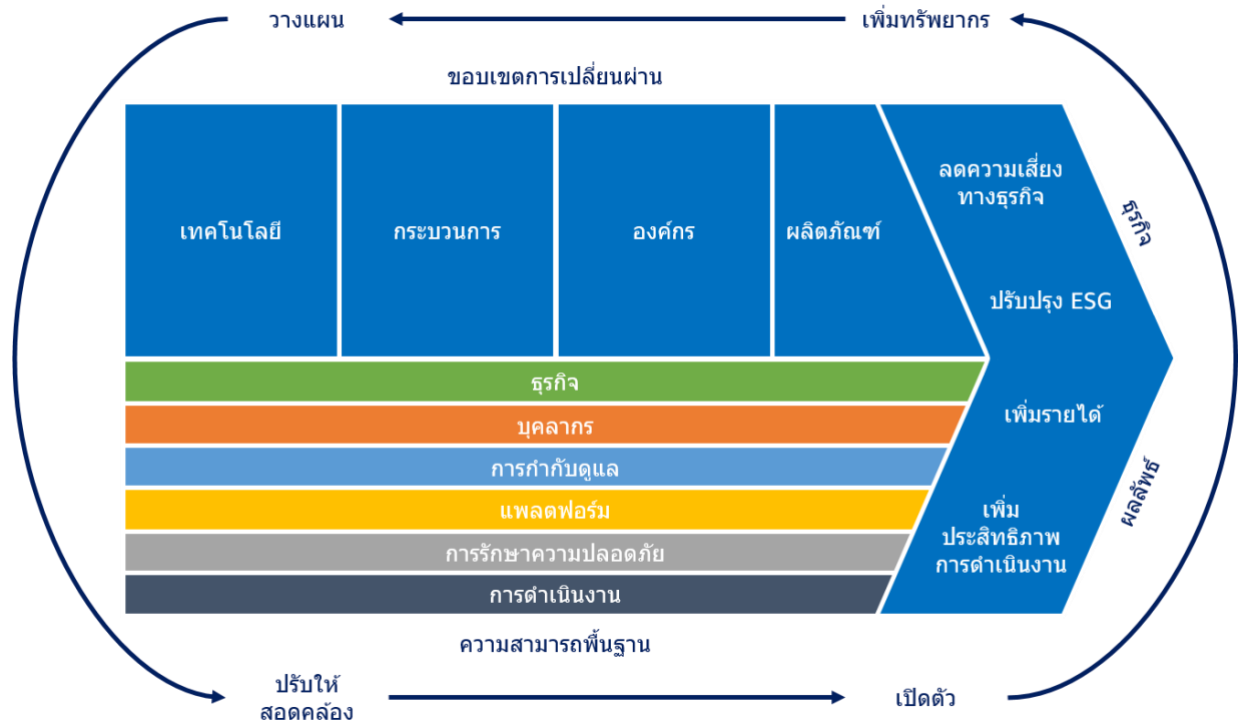 วางแผน
เพิ่มทรัพยากร
ขอบเขตการเปลี่ยนผ่าน
เทคโนโลยี
กระบวนการ
องค์กร
ผลิตภัณฑ์
ลดความเสี่ยง
ทางธุรกิจ
ธุรกิจ
ปรับปรุง ESG
ธุรกิจ
เพิ่มรายได้
บุคลากร
การกำกับดูแล
ผลลัพธ์
แพลตฟอร์ม
เพิ่ม
ประสิทธิภาพ
การดำเนินงาน
การรักษาความปลอดภัย
การดำเนินงาน
ความสามารถพื้นฐาน
ปรับให้
สอดคล้อง
เปิดตัว